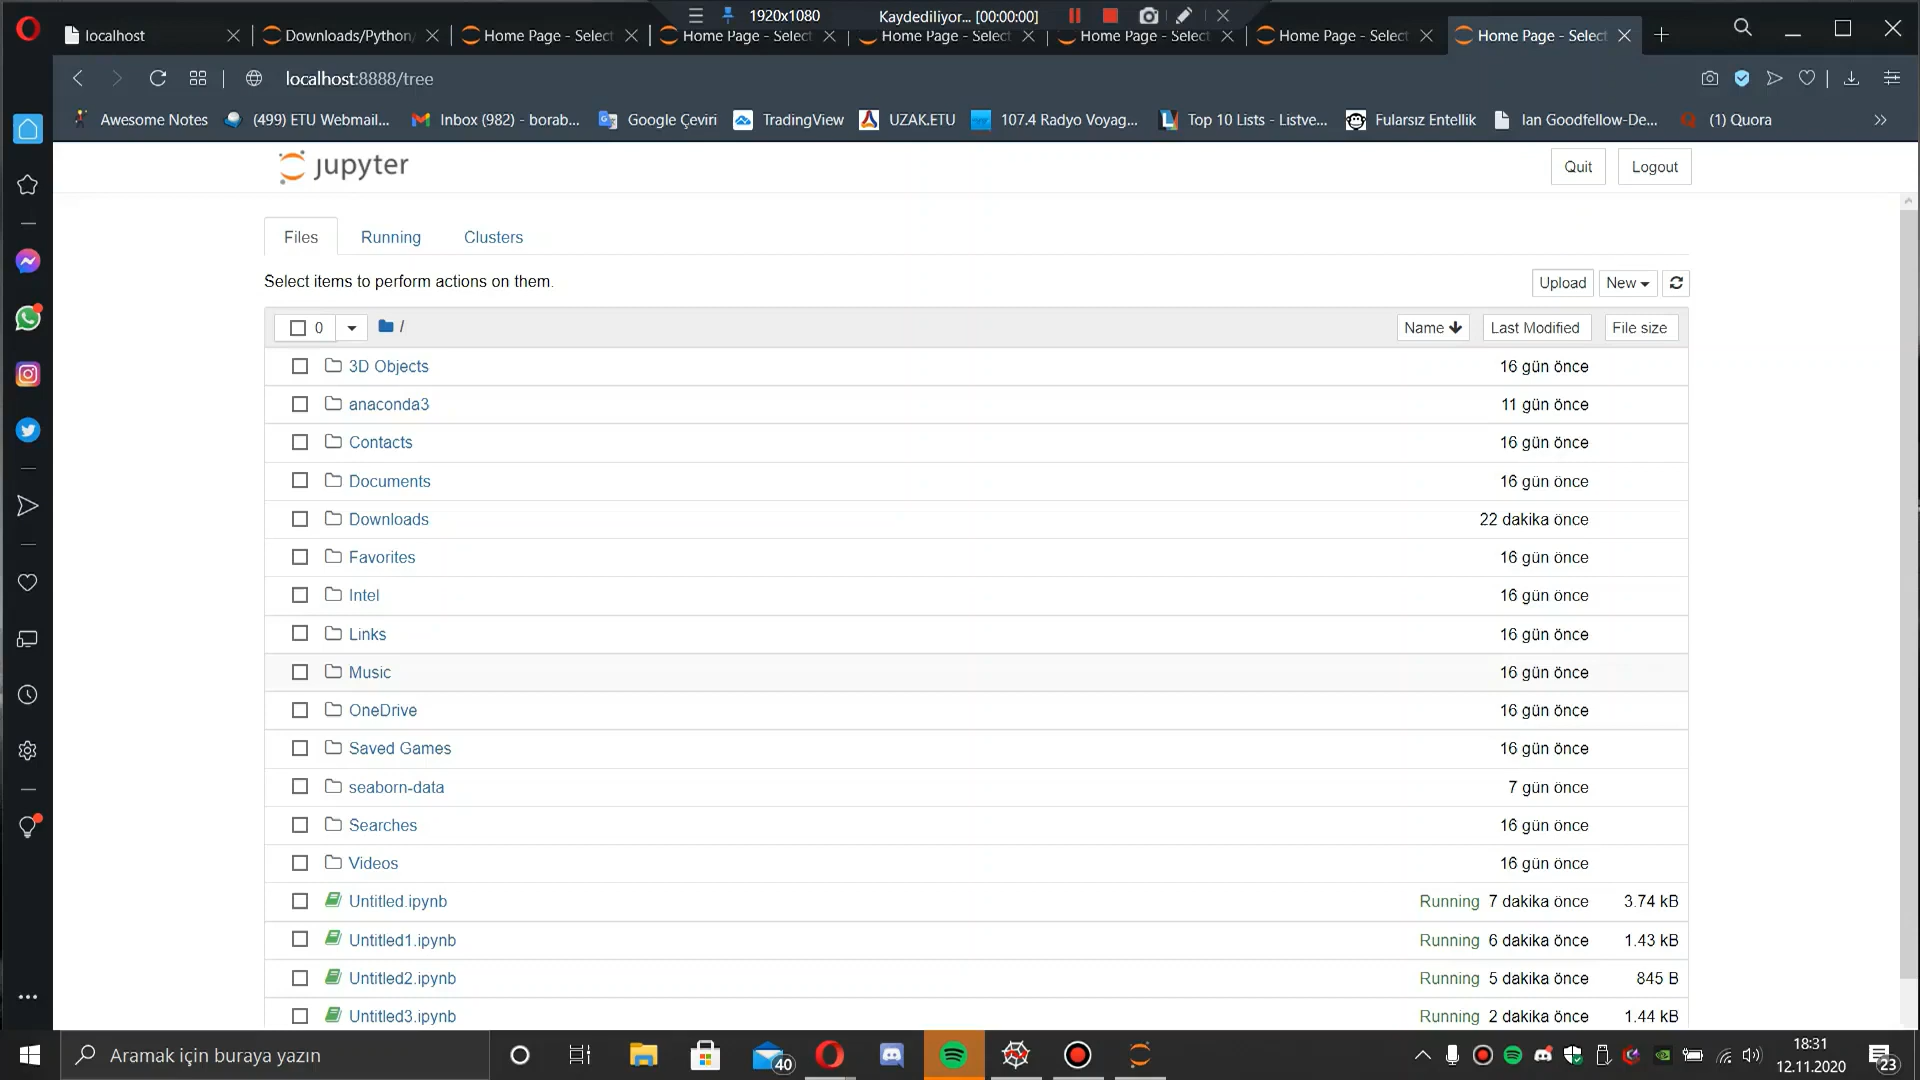 1920x1080
Kaydediliyor... [00:00:00]
localhost
Downloads/Python
Home Page - Select
Home Page - Select
Home Page - Select
Home Page - Select
Home Page - Select
Home Page - Select
localhost:8888/tree
Awesome Notes
(499) ETU Webmail...
Inbox (982) - borab...
Google Çeviri
TradingView
UZAK.ETU
107.4 Radyo Voyag...
Top 10 Lists - Listve...
Fularsız Entellik
Ian Goodfellow-De...
(1) Quora
jupyter
Quit
Logout
Files
Running
Clusters
Select items to perform actions on them.
Upload
New
0
/
Name
Last Modified
File size
3D Objects 16 gün önce
anaconda3 11 gün önce
Contacts 16 gün önce
Documents 16 gün önce
Downloads 22 dakika önce
Favorites 16 gün önce
Intel 16 gün önce
Links 16 gün önce
Music 16 gün önce
OneDrive 16 gün önce
Saved Games 16 gün önce
seaborn-data 7 gün önce
Searches 16 gün önce
Videos 16 gün önce
Untitled.ipynb Running 7 dakika önce 3.74 kB
Untitled1.ipynb Running 6 dakika önce 1.43 kB
Untitled2.ipynb Running 5 dakika önce 845 B
Untitled3.ipynb Running 2 dakika önce 1.44 kB
Aramak için buraya yazın
40
18:31
12.11.2020
23